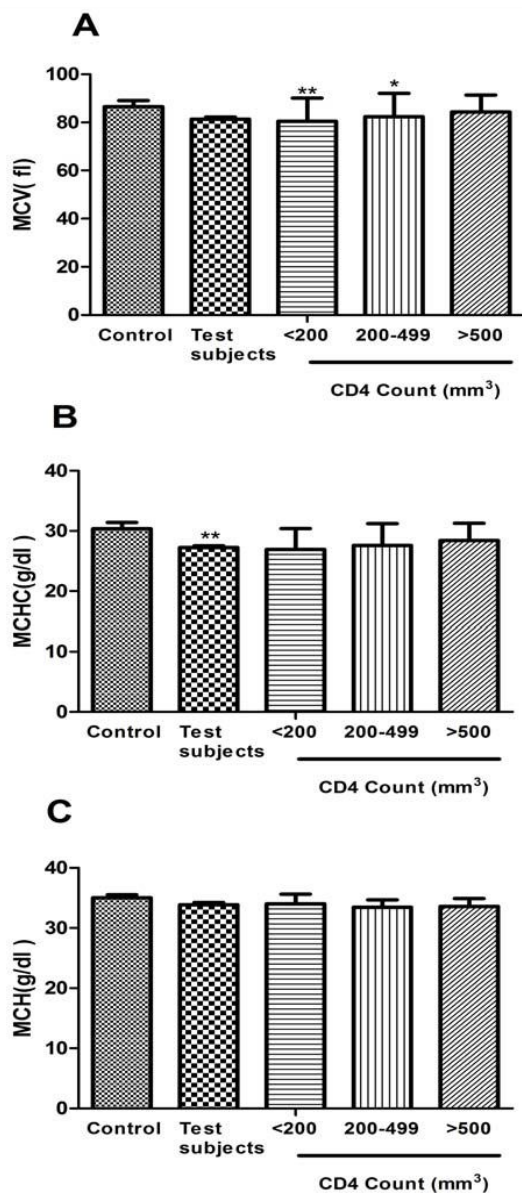 A
MCV( fl)
100
80
60
40
20
0
** *
Control Test subjects <200 200-499 >500
CD4 Count (mm³)
B
MCHC(g/dl)
40
30
20
10
0
**
Control Test subjects <200 200-499 >500
CD4 Count (mm³)
C
MCH(g/dl )
40
30
20
10
0
Control Test subjects <200 200-499 >500
CD4 Count (mm³)